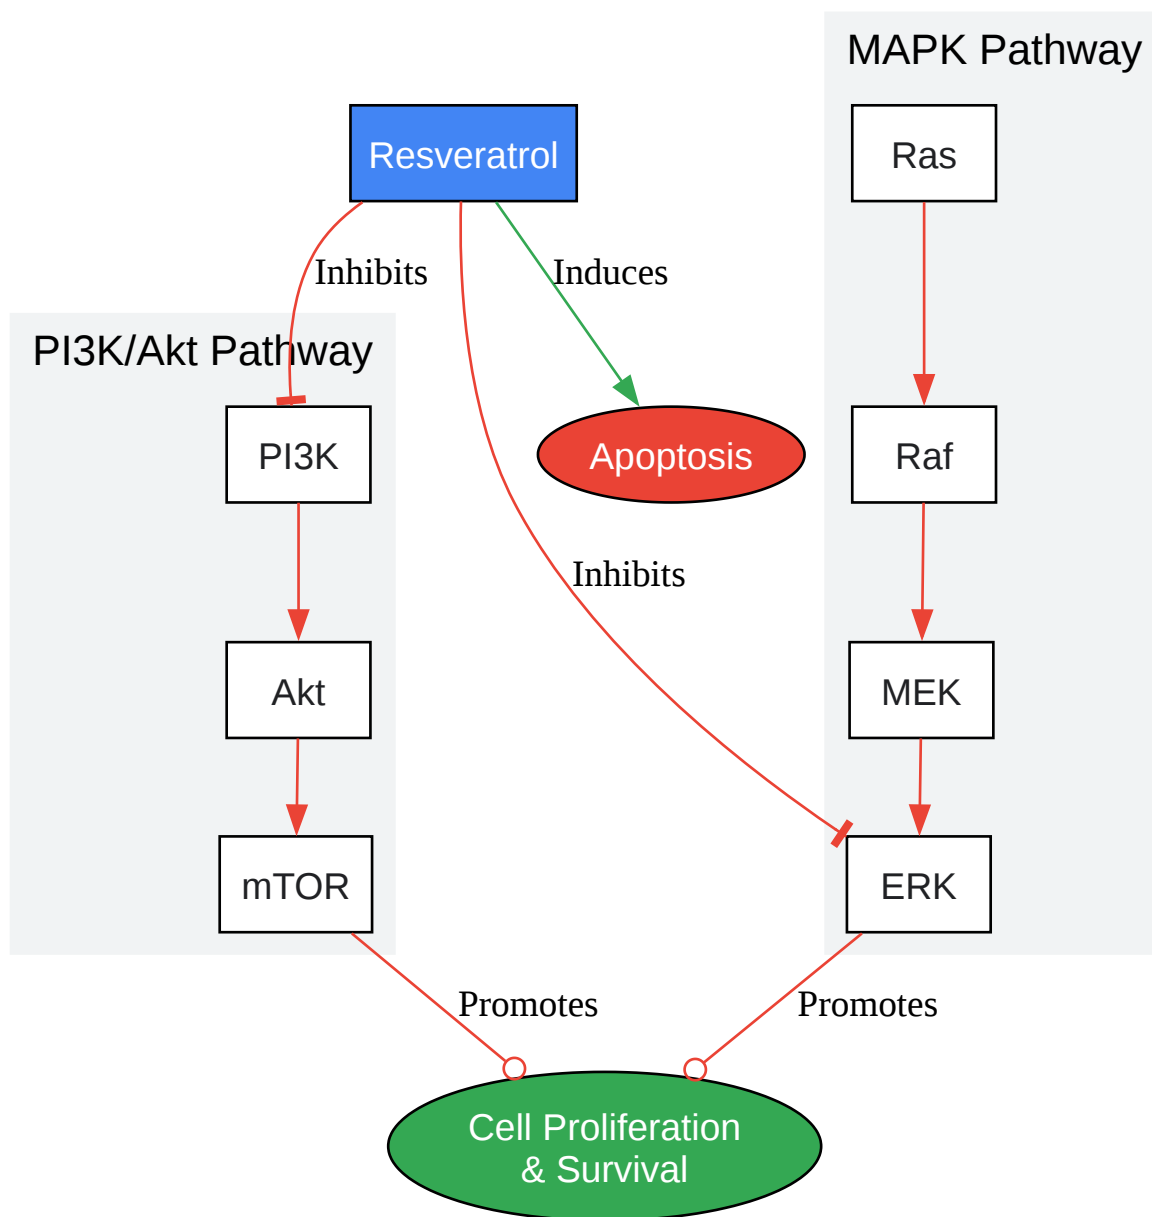 MAPK Pathway
Resveratrol
Ras
Inhibits
Induces
PI3K/Akt Pathway
PI3K
Apoptosis
Raf
Inhibits
Akt
MEK
mTOR
ERK
Promotes
Promotes
Cell Proliferation
& Survival